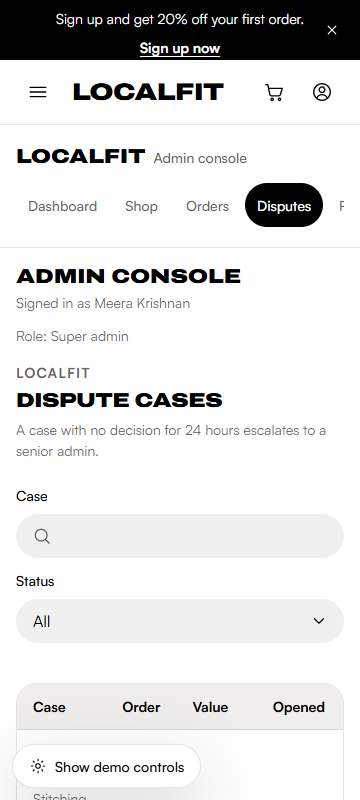 Sign up and get 20% off your first order.
Sign up now
LOCALFIT
LOCALFIT Admin console
Dashboard Shop Orders Disputes
ADMIN CONSOLE
Signed in as Meera Krishnan
Role: Super admin
LOCALFIT
DISPUTE CASES
A case with no decision for 24 hours escalates to a
senior admin.
Case
Status
All
Case Order Value Opened
Show demo controls
Stitching